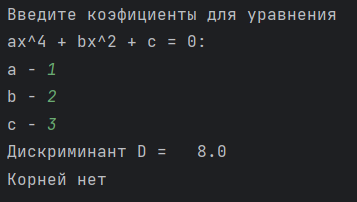 Введите коэфициенты для уравнения
ax^4 + bx^2 + c = 0:
a - 1
b - 2
c - 3
Дискриминант D =   8.0
Корней нет